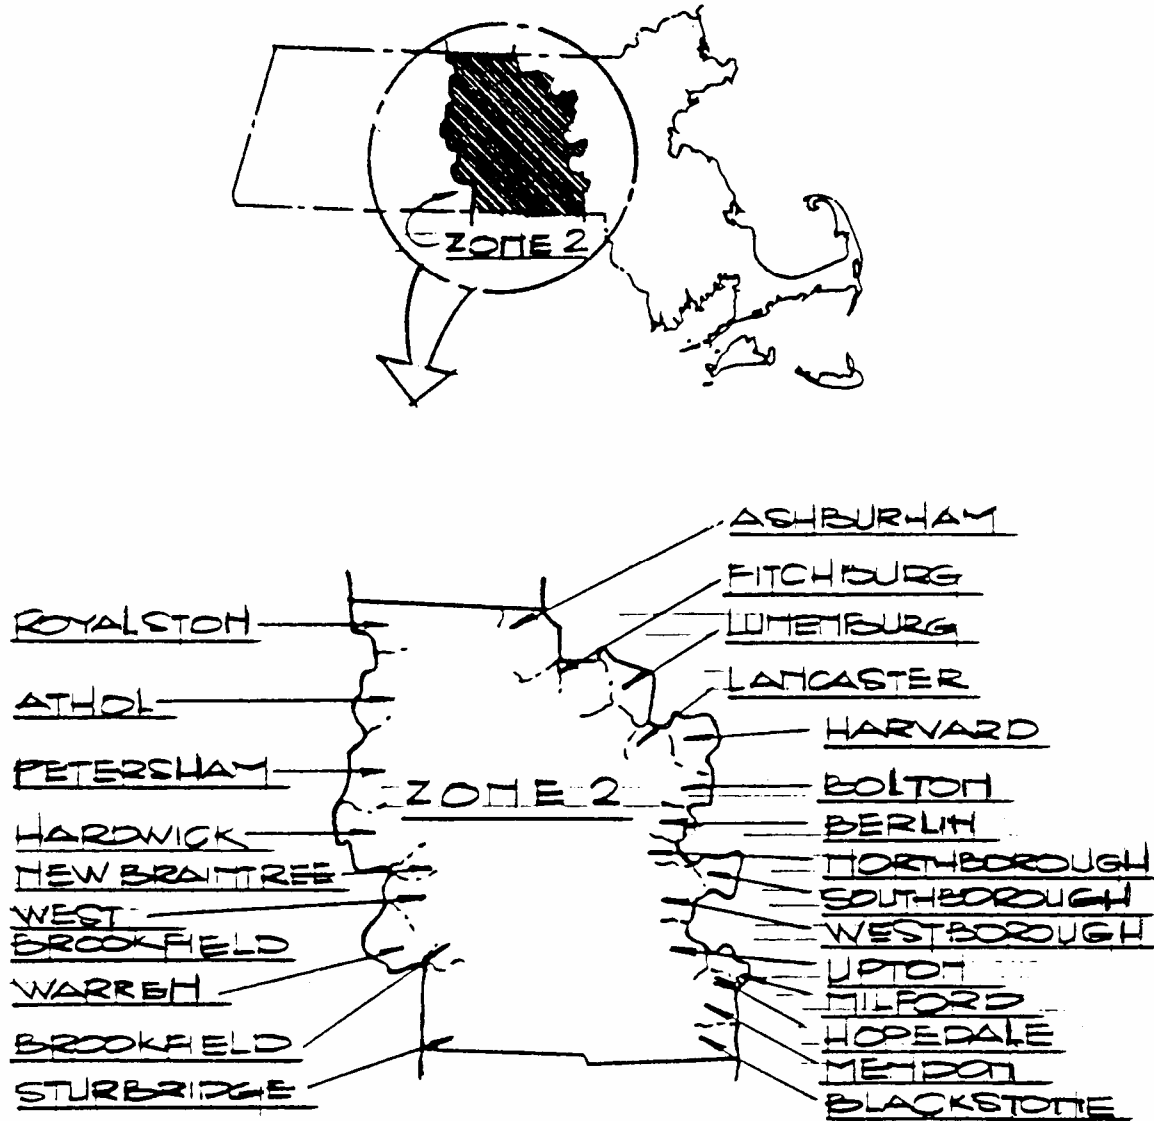 ZONE 2
ASHBURHAM
FITCHBURG
LUNENBURG
LANCASTER
HARVARD
BOLTON
BERLIN
NORTHBOROUGH
SOUTHBOROUGH
WESTBOROUGH
UPTON
MILFORD
HOPEDALE
MENDON
BLACKSTONE
ROYALSTON
ATHOL
PETERSHAM
HARDWICK
NEW BRAINTREE
WEST
BROOKFIELD
WARREN
BROOKFIELD
STURBRIDGE
ZONE 2